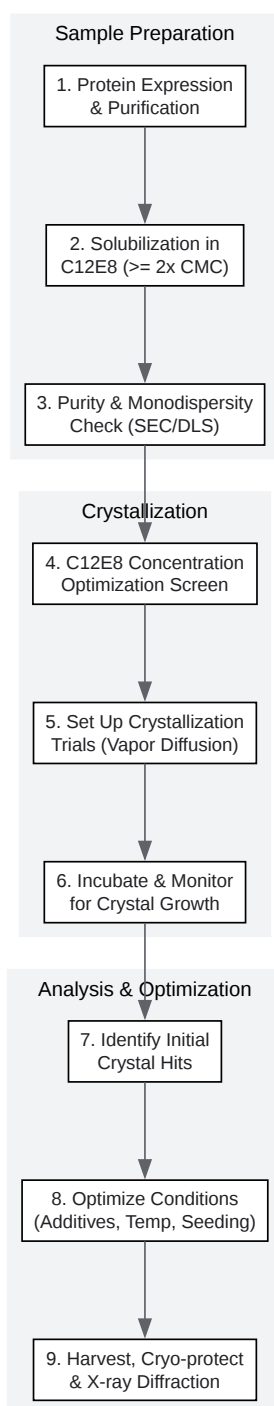 Sample Preparation
1. Protein Expression
& Purification
2. Solubilization in
C12E8 (>= 2x CMC)
3. Purity & Monodispersity
Check (SEC/DLS)
Crystallization
4. C12E8 Concentration
Optimization Screen
5. Set Up Crystallization
Trials (Vapor Diffusion)
6. Incubate & Monitor
for Crystal Growth
Analysis & Optimization
7. Identify Initial
Crystal Hits
8. Optimize Conditions
(Additives, Temp, Seeding)
9. Harvest, Cryo-protect
& X-ray Diffraction